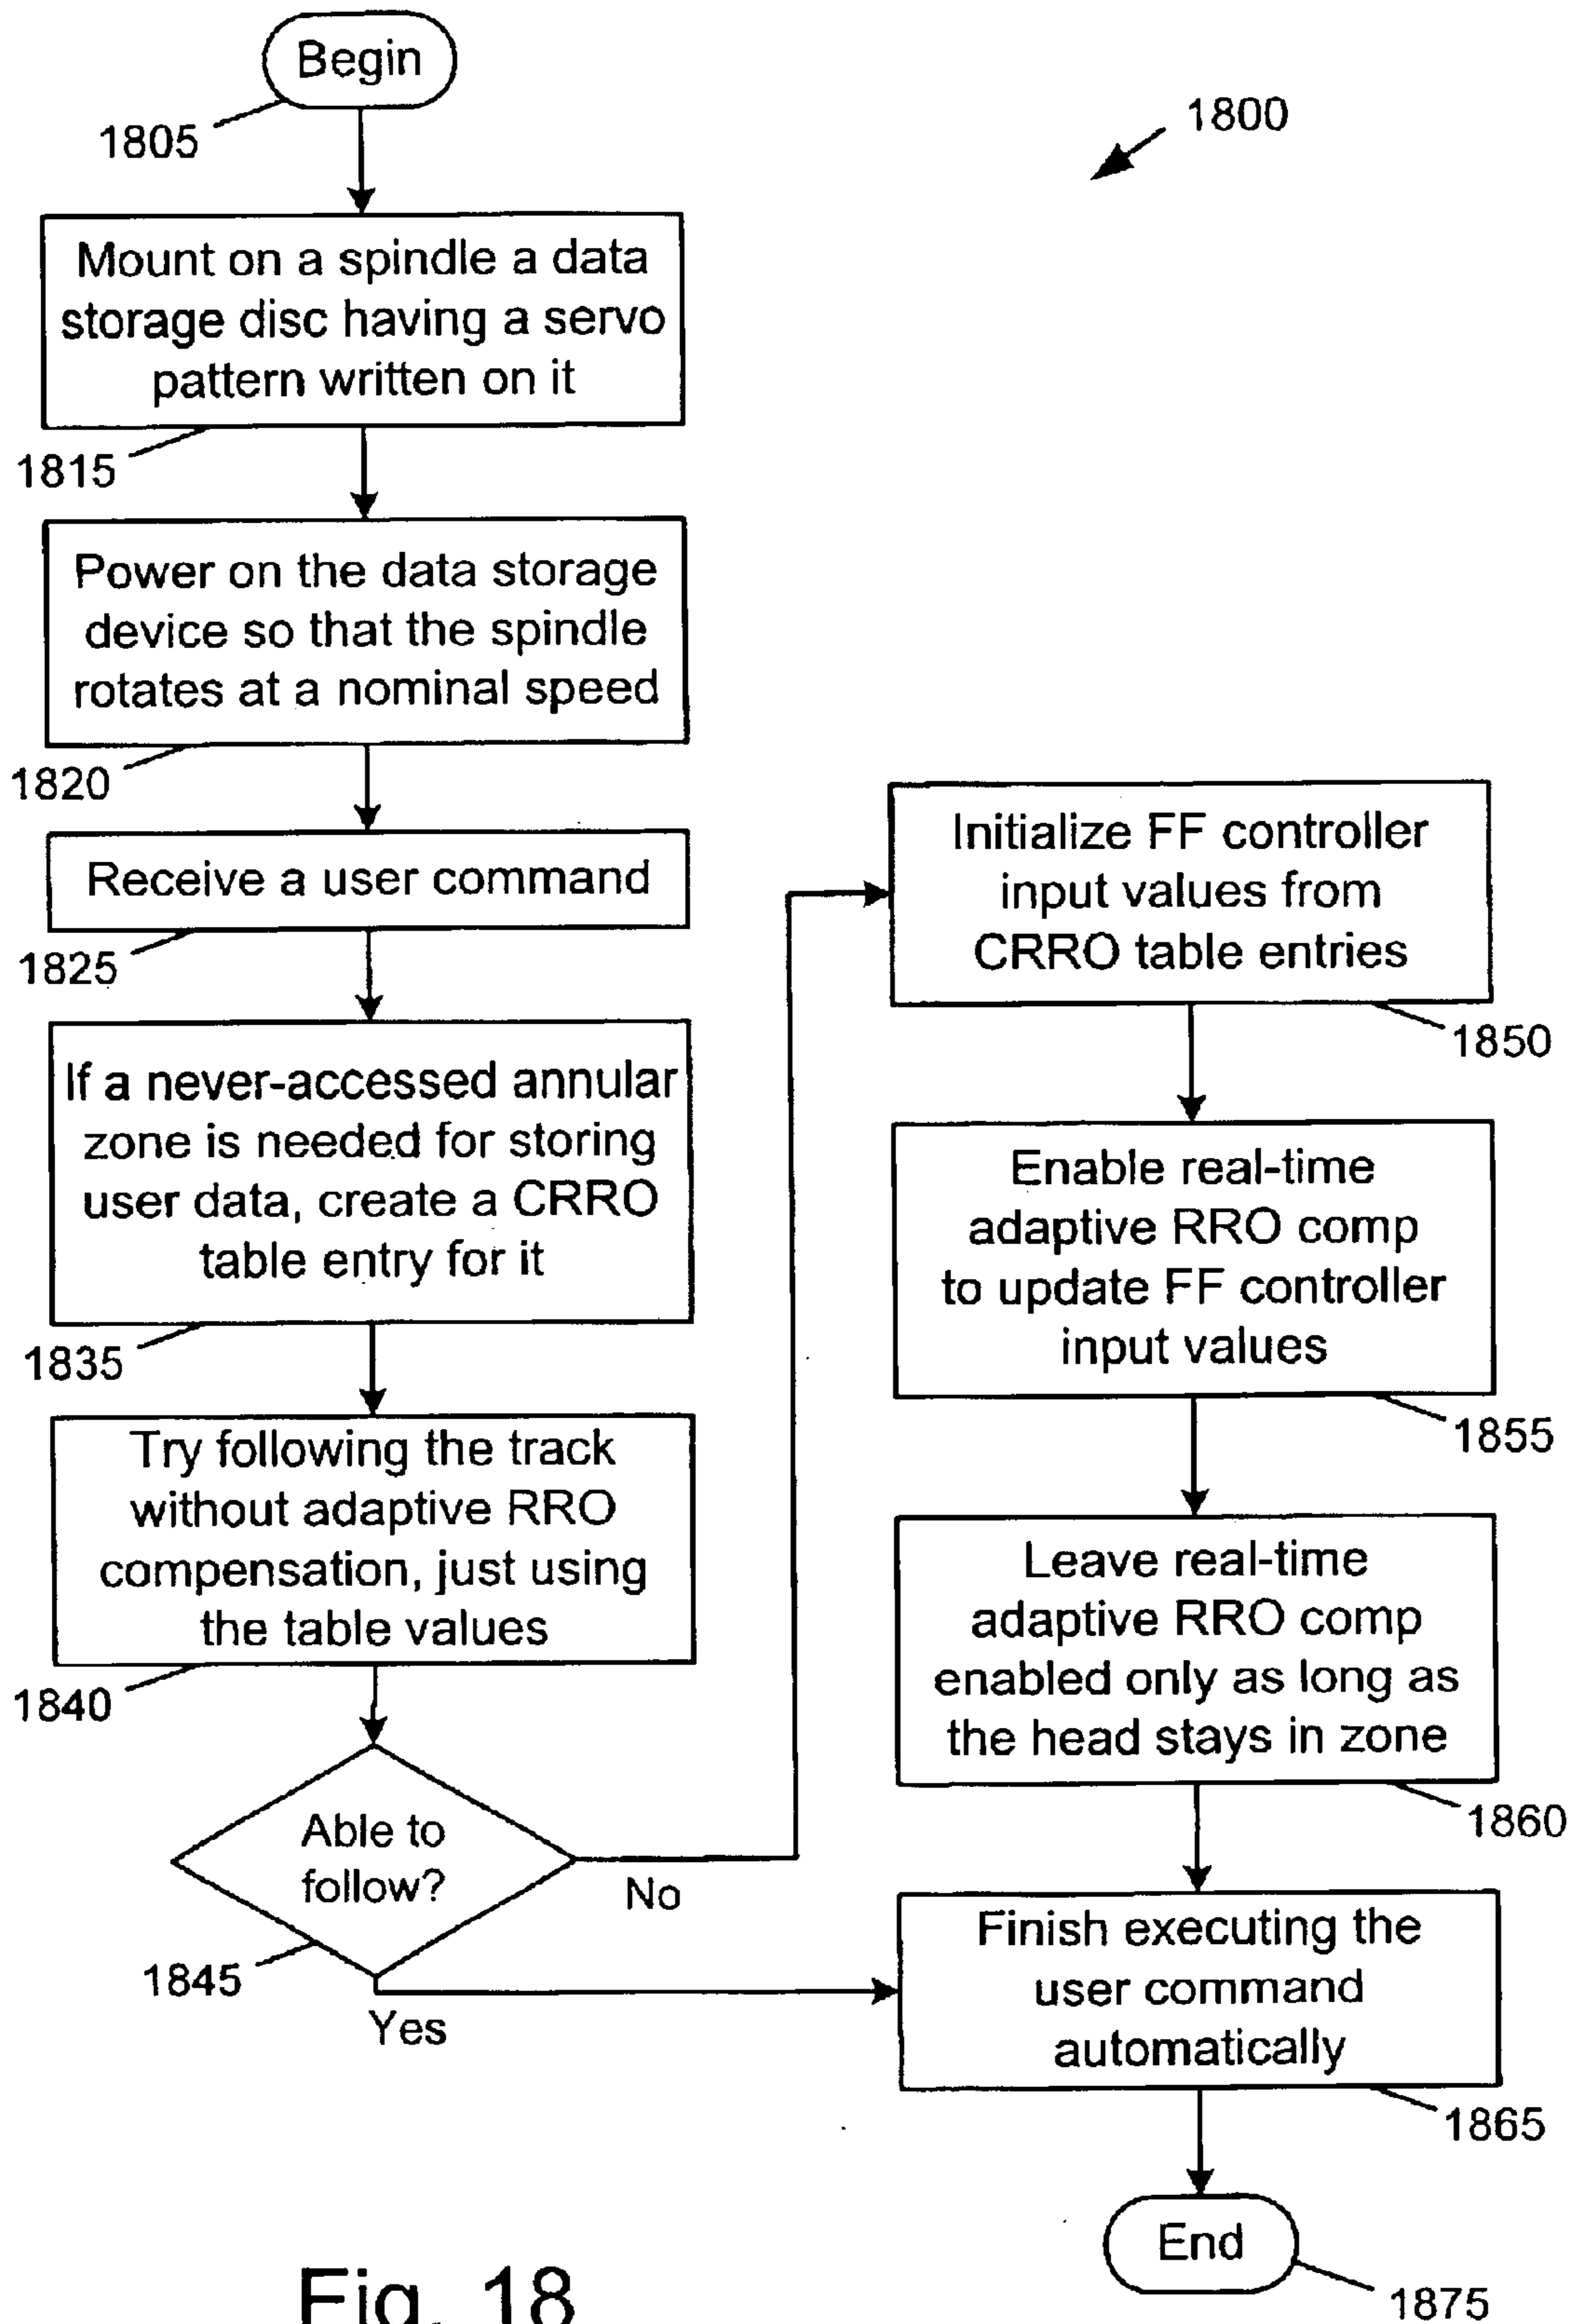 Begin
1805
1800
Mount on a spindle a data
storage disc having a servo
pattern written on it
1815
Power on the data storage
device so that the spindle
rotates at a nominal speed
1820
Receive a user command
1825
If a never-accessed annular
zone is needed for storing
user data, create a CRRO
table entry for it
1835
Try following the track
without adaptive RRO
compensation, just using
the table values
1840
Able to
follow?
1845
No
Yes
Initialize FF controller
input values from
CRRO table entries
1850
Enable real-time
adaptive RRO comp
to update FF controller
input values
1855
Leave real-time
adaptive RRO comp
enabled only as long as
the head stays in zone
1860
Finish executing the
user command
automatically
1865
End
1875
Fig. 18